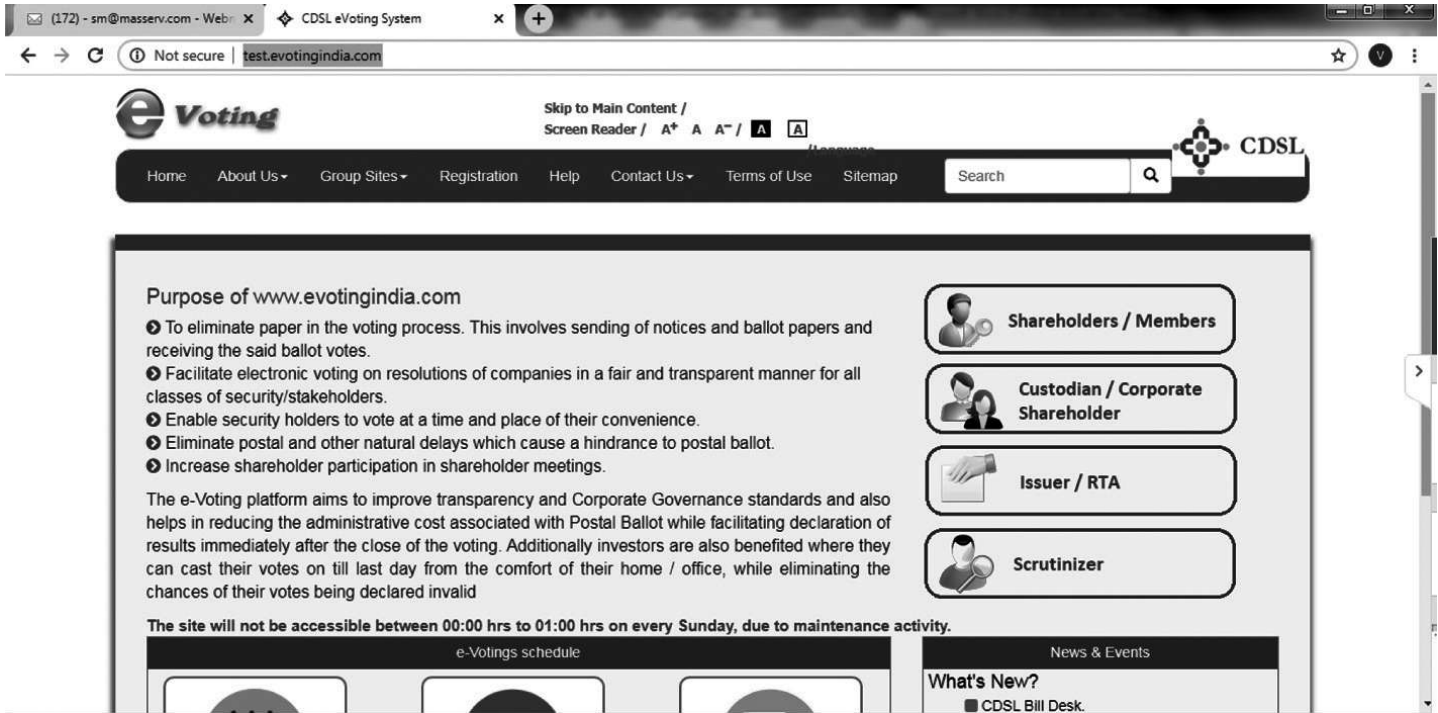 (172) - sm@masserv.com - Webm
CDSL eVoting System
Not secure | test.evotingindia.com
V
e Voting
Skip to Main Content /
Screen Reader / A+ A A- / A A
/Language
CDSL
Home About Us Group Sites Registration Help Contact Us Terms of Use Sitemap Search
Purpose of www.evotingindia.com
To eliminate paper in the voting process. This involves sending of notices and ballot papers and
receiving the said ballot votes.
Facilitate electronic voting on resolutions of companies in a fair and transparent manner for all
classes of security/stakeholders.
Enable security holders to vote at a time and place of their convenience.
Eliminate postal and other natural delays which cause a hindrance to postal ballot.
Increase shareholder participation in shareholder meetings.
The e-Voting platform aims to improve transparency and Corporate Governance standards and also
helps in reducing the administrative cost associated with Postal Ballot while facilitating declaration of
results immediately after the close of the voting. Additionally investors are also benefited where they
can cast their votes on till last day from the comfort of their home / office, while eliminating the
chances of their votes being declared invalid
Shareholders / Members
Custodian / Corporate
Shareholder
Issuer / RTA
Scrutinizer
The site will not be accessible between 00:00 hrs to 01:00 hrs on every Sunday, due to maintenance activity.
e-Votings schedule
News & Events
What's New?
CDSL Bill Desk.